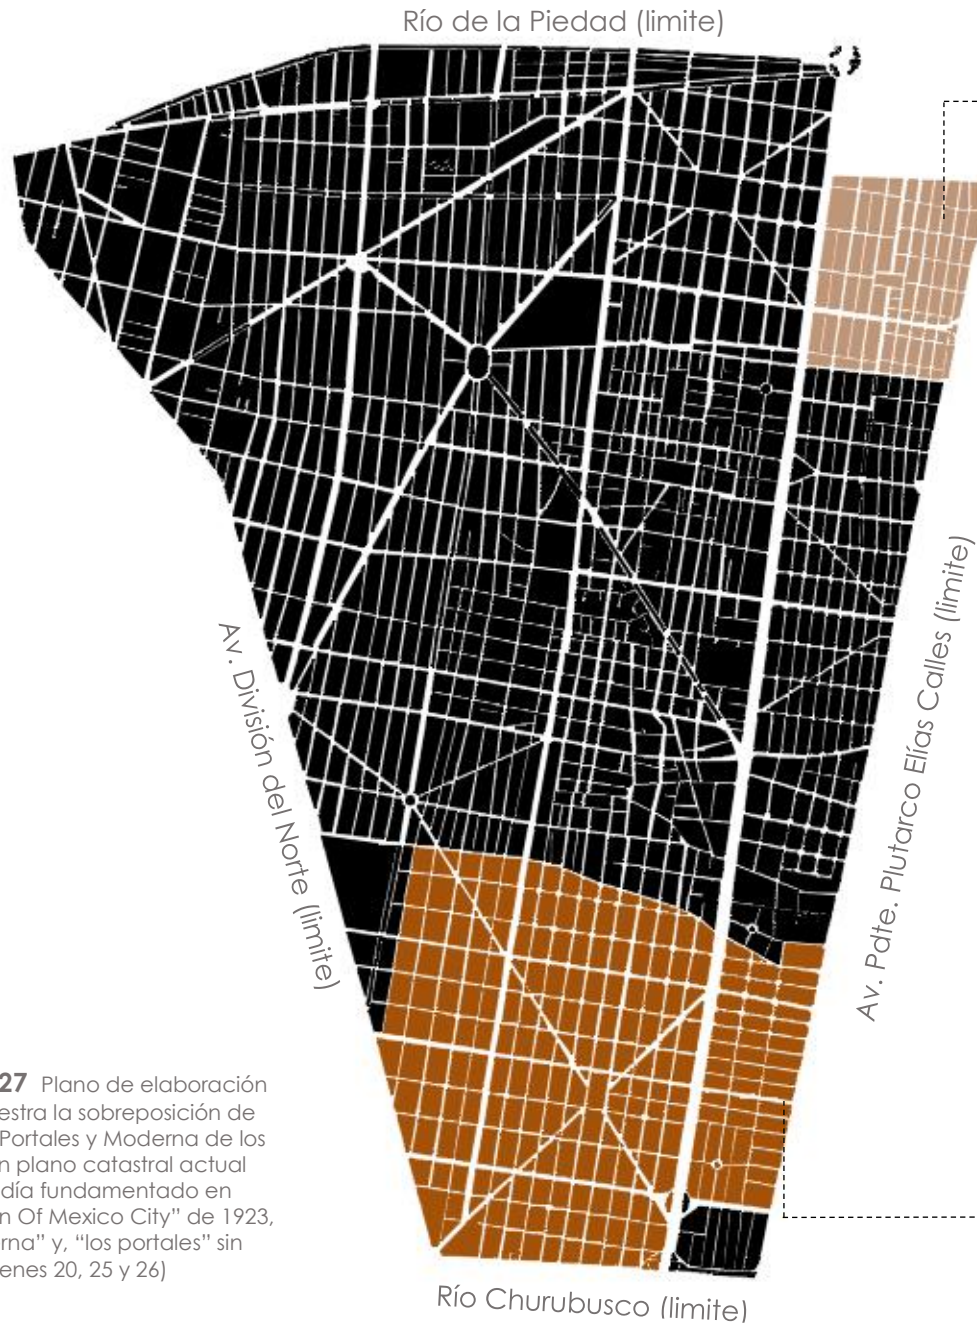 Río de la Piedad (limite)
Av. Pdte. Plutarco Elías Calles (limite)
Av. División del Norte (limite)
27 Plano de elaboración
estra la sobreposición de
Portales y Moderna de los
n plano catastral actual
día fundamentado en
n Of Mexico City” de 1923,
rna” y, “los portales” sin
enes 20, 25 y 26)
Río Churubusco (limite)